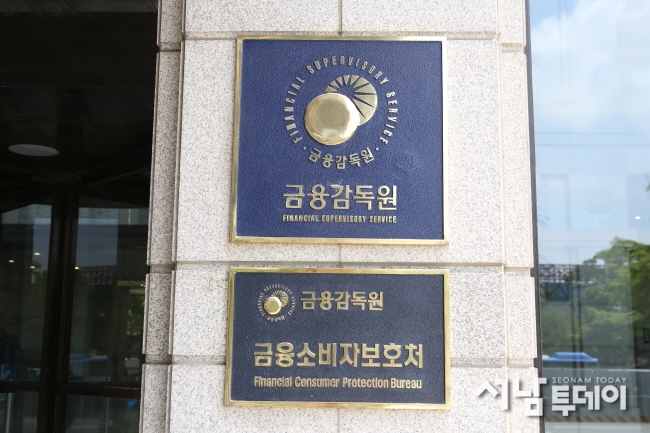 FINANCIAL SUPERVISORY SERVICE
금융감독원
금융감독원
FINANCIAL SUPERVISORY SERVICE
금융감독원
금융소비자보호처
Financial Consumer Protection Bureau
SEONAM TODAY
서남투데이